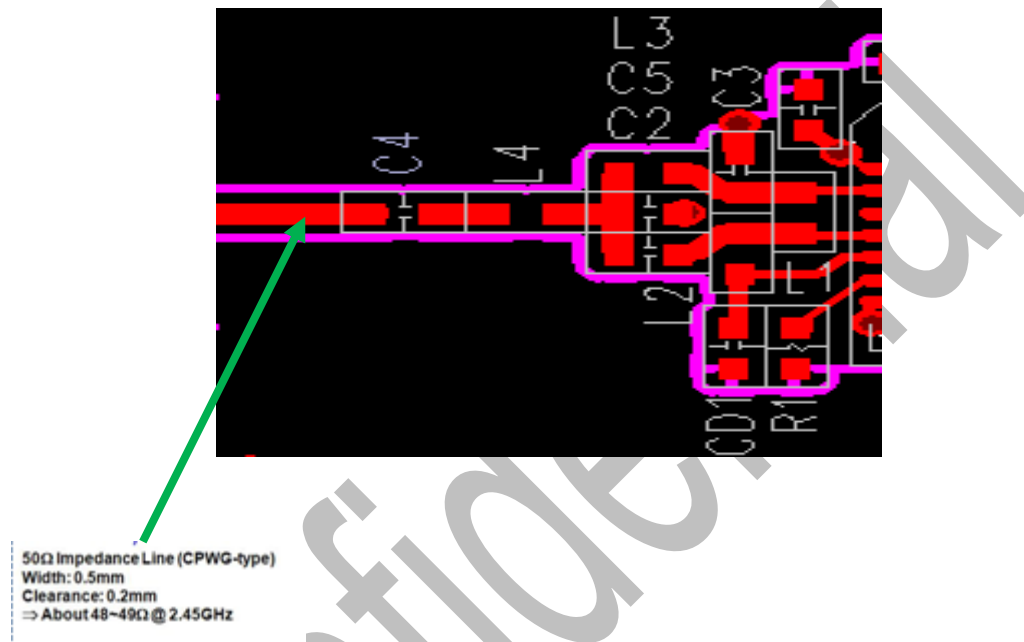 L3
C5
C2
C3
C4
L4
L2
L1
CD1
R1
50Ω Impedance Line (CPWG-type)
Width: 0.5mm
Clearance: 0.2mm
⇒ About 48~49Ω @ 2.45GHz